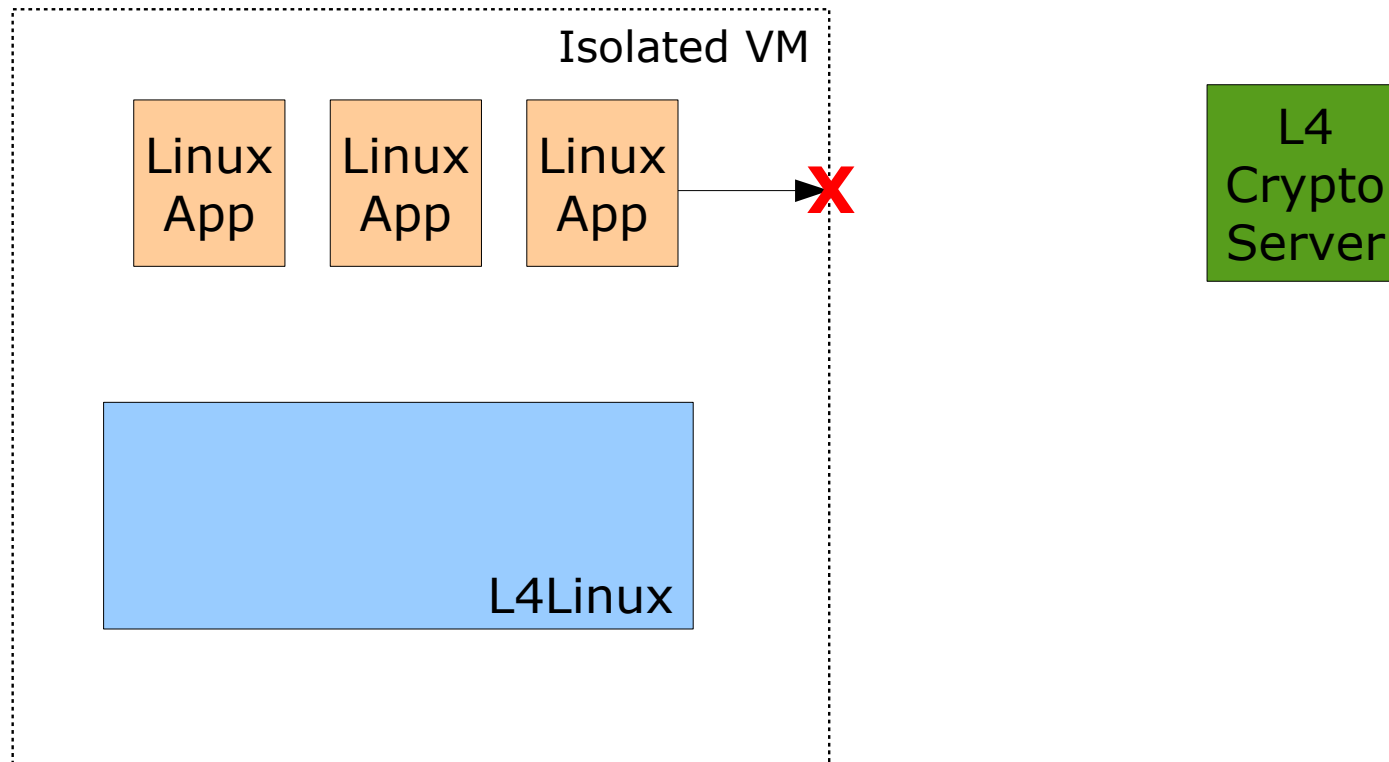 Isolated VM
Linux
App
Linux
App
Linux
App
X
L4
Crypto
Server
L4Linux